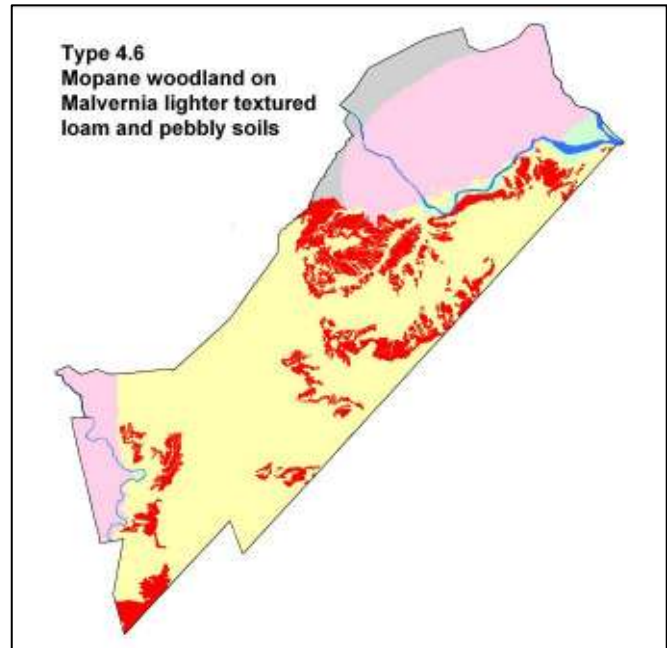 Type 4.6
Mopane woodland on
Malvernia lighter textured
loam and pebbly soils